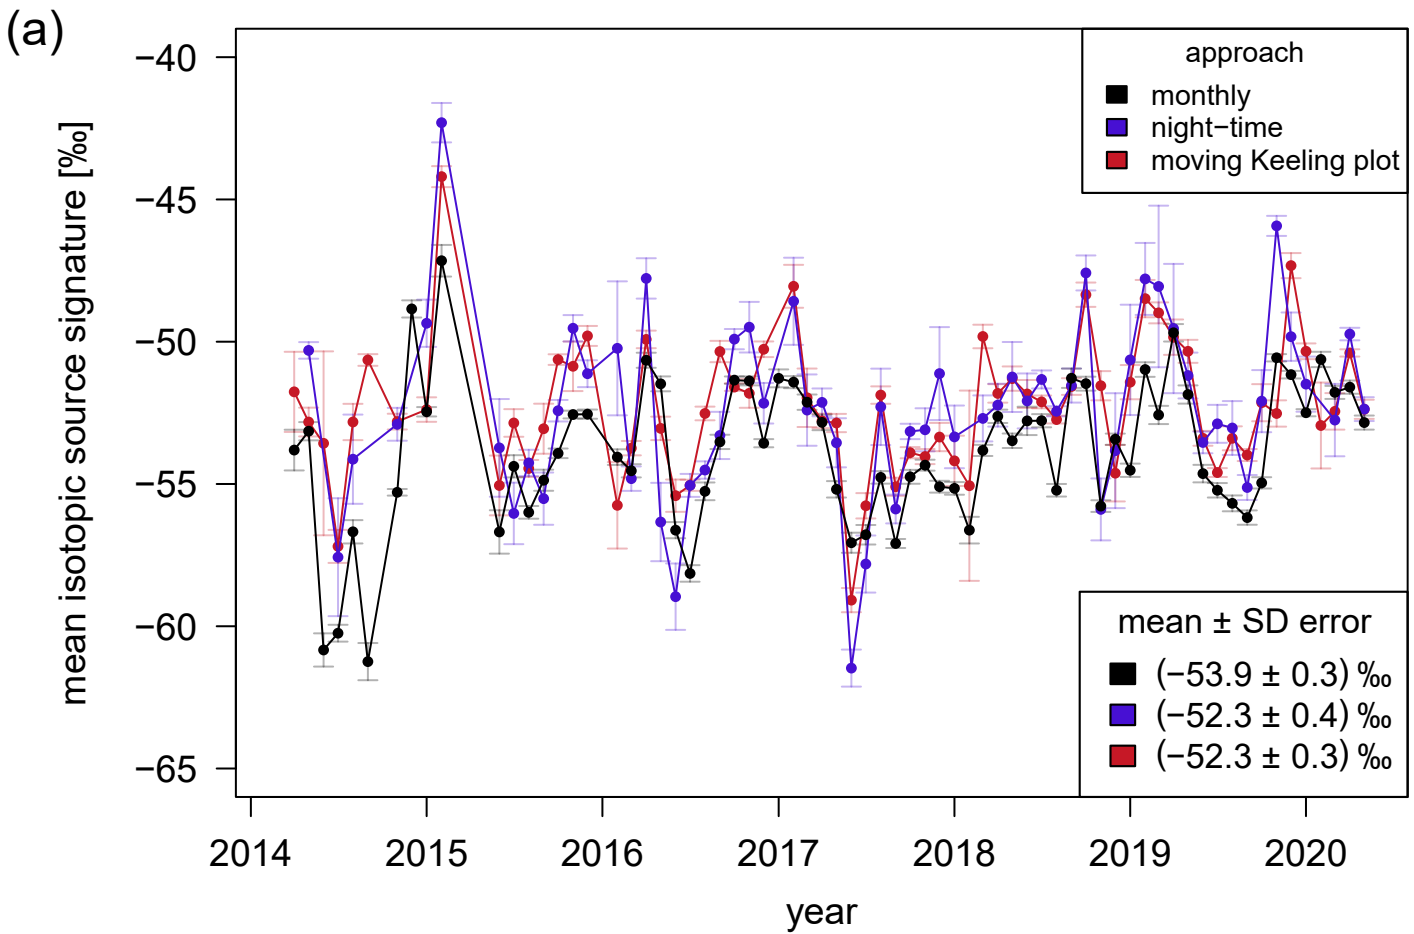 (a)
mean isotopic source signature [‰]
−40
−45
−50
−55
−60
−65
approach
monthly
night−time
moving Keeling plot
mean ± SD error
(−53.9 ± 0.3) ‰
(−52.3 ± 0.4) ‰
(−52.3 ± 0.3) ‰
2014 2015 2016 2017 2018 2019 2020
year